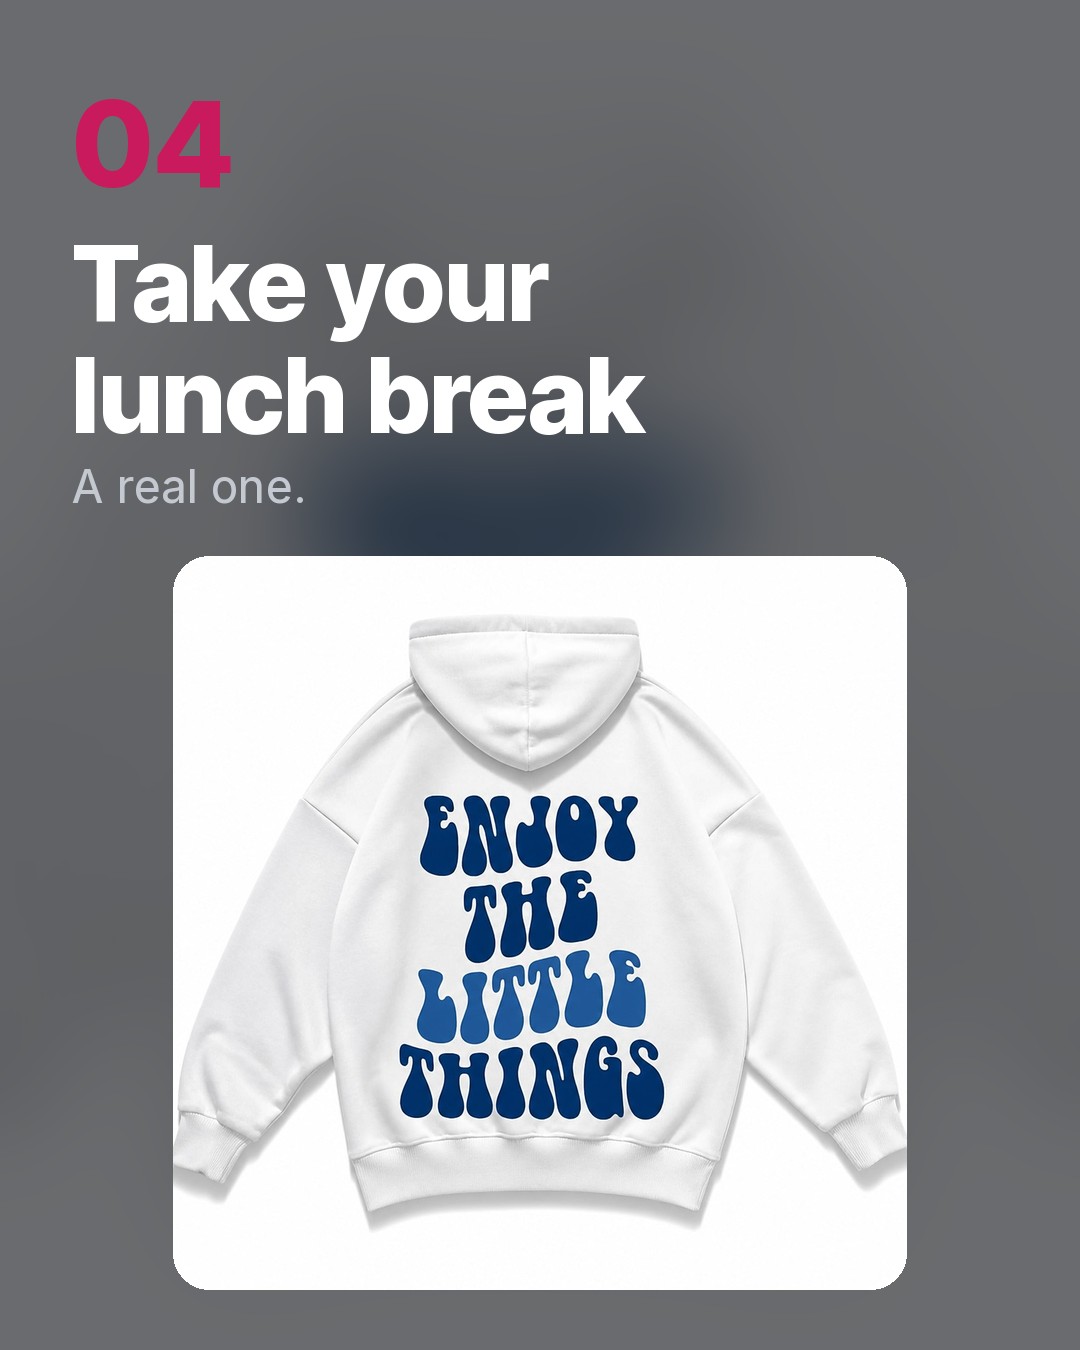 04
Take your
lunch break
A real one.
ENJOY
THE
LITTLE
THINGS